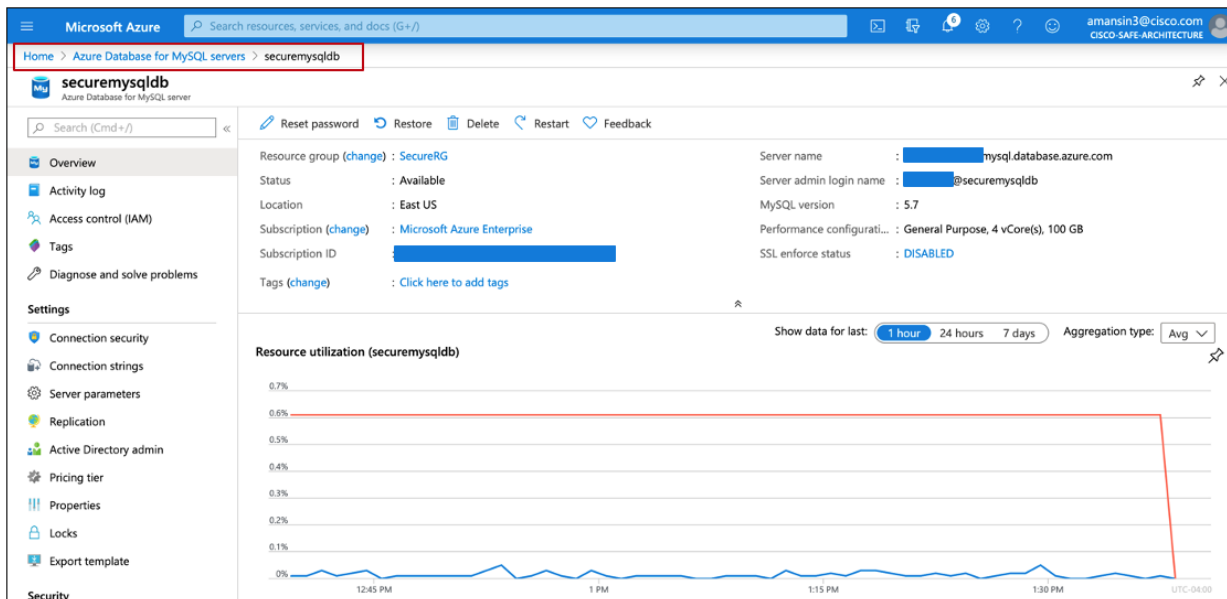 Microsoft Azure
Search resources, services, and docs (G+/)
6
amansin3@cisco.com
CISCO-SAFE-ARCHITECTURE
Home > Azure Database for MySQL servers > securemysqldb
My
securemysqldb
Azure Database for MySQL server
Search (Cmd+/)
«
Overview
Activity log
Access control (IAM)
Tags
Diagnose and solve problems
Settings
Connection security
Connection strings
Server parameters
Replication
Active Directory admin
Pricing tier
Properties
Locks
Export template
Security
Reset password Restore Delete Restart Feedback
Resource group (change) : SecureRG
Status : Available
Location : East US
Subscription (change) : Microsoft Azure Enterprise
Subscription ID :
Tags (change) : Click here to add tags
Server name : mysql.database.azure.com
Server admin login name : @securemysqldb
MySQL version : 5.7
Performance configurati... : General Purpose, 4 vCore(s), 100 GB
SSL enforce status : DISABLED
Show data for last: 1 hour 24 hours 7 days Aggregation type: Avg
Resource utilization (securemysqldb)
0.7%
0.6%
0.5%
0.4%
0.3%
0.2%
0.1%
0%
12:45 PM 1 PM 1:15 PM 1:30 PM UTC-04:00